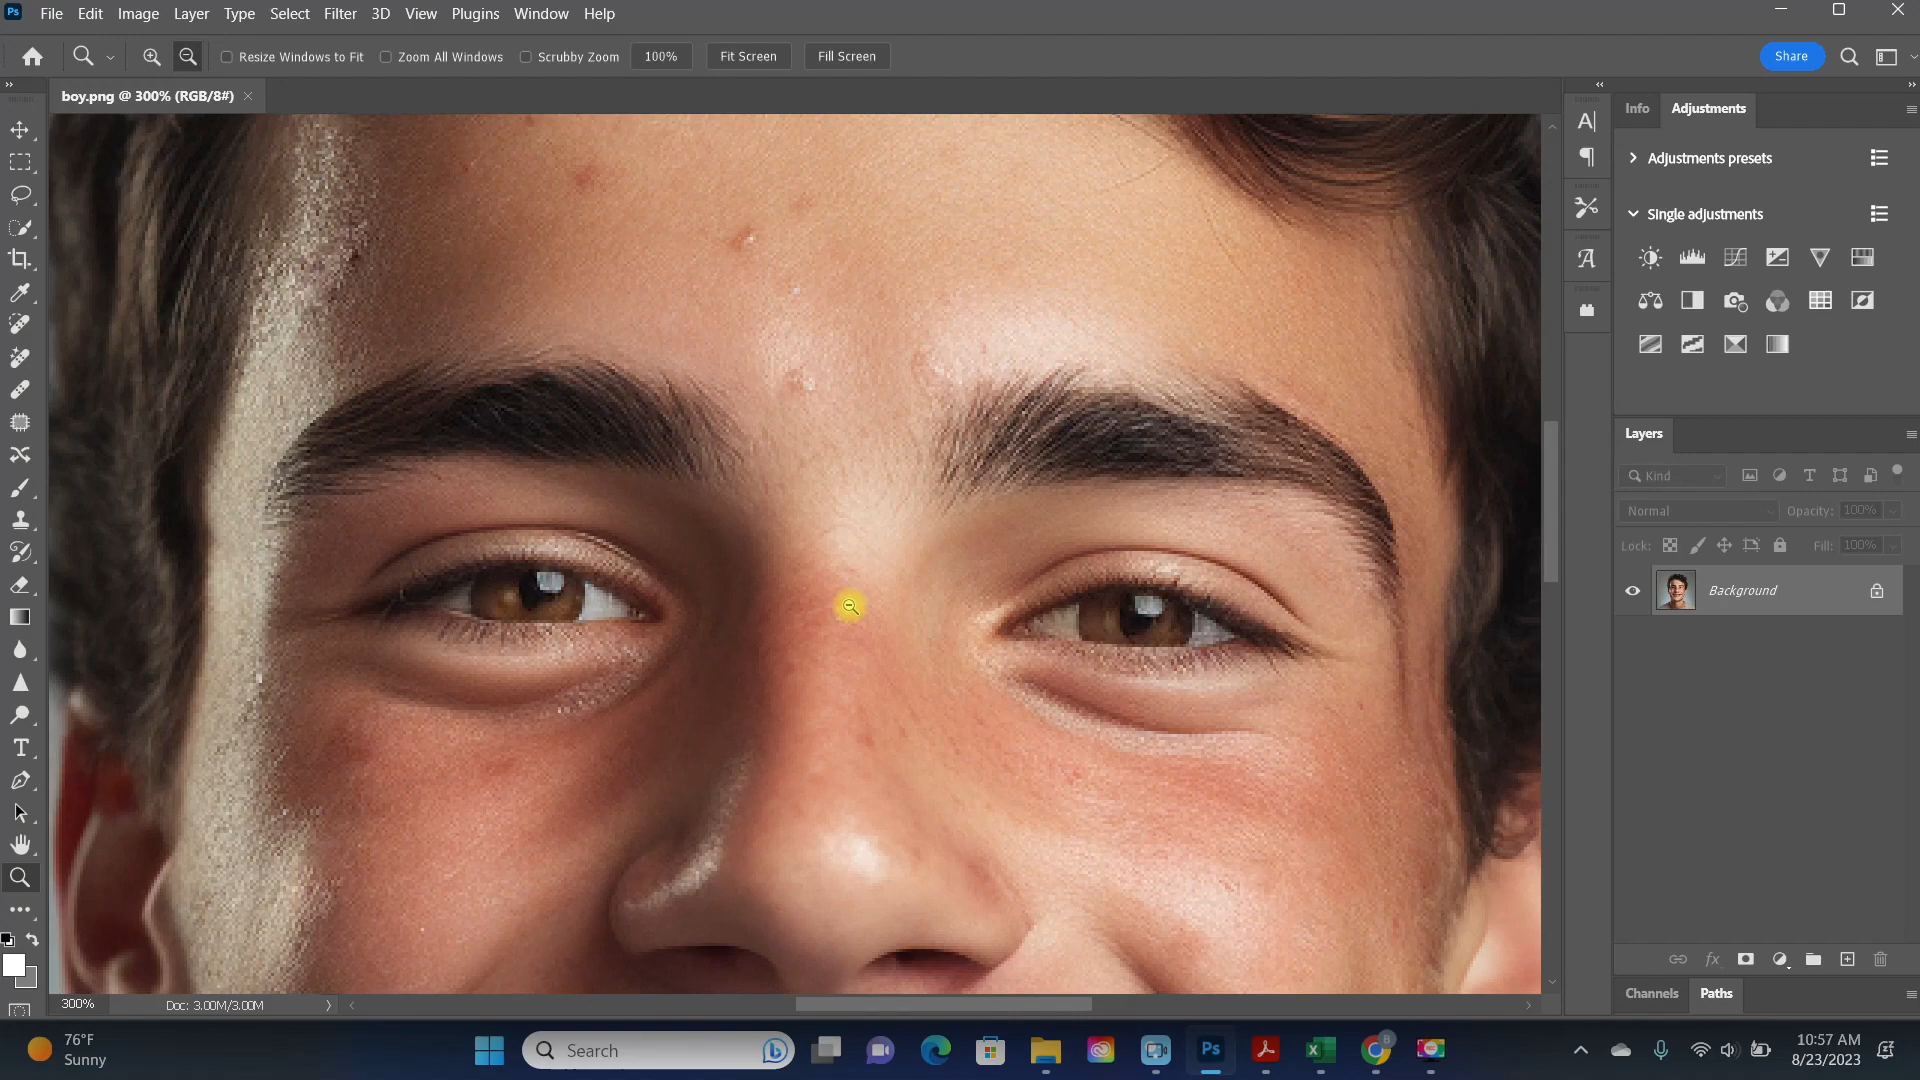 Ps File Edit Image Layer Type Select Filter 3D View Plugins Window Help
Resize Windows to Fit Zoom All Windows Scrubby Zoom 100% Fit Screen Fill Screen Share
boy.png @ 300% (RGB/8#)
Info Adjustments
Adjustments presets
Single adjustments
Layers
Kind
Normal Opacity: 100%
Lock: Fill: 100%
Background
300% Doc: 3.00M/3.00M
Channels Paths
76°F
Sunny
Search
Ps
10:57 AM
8/23/2023